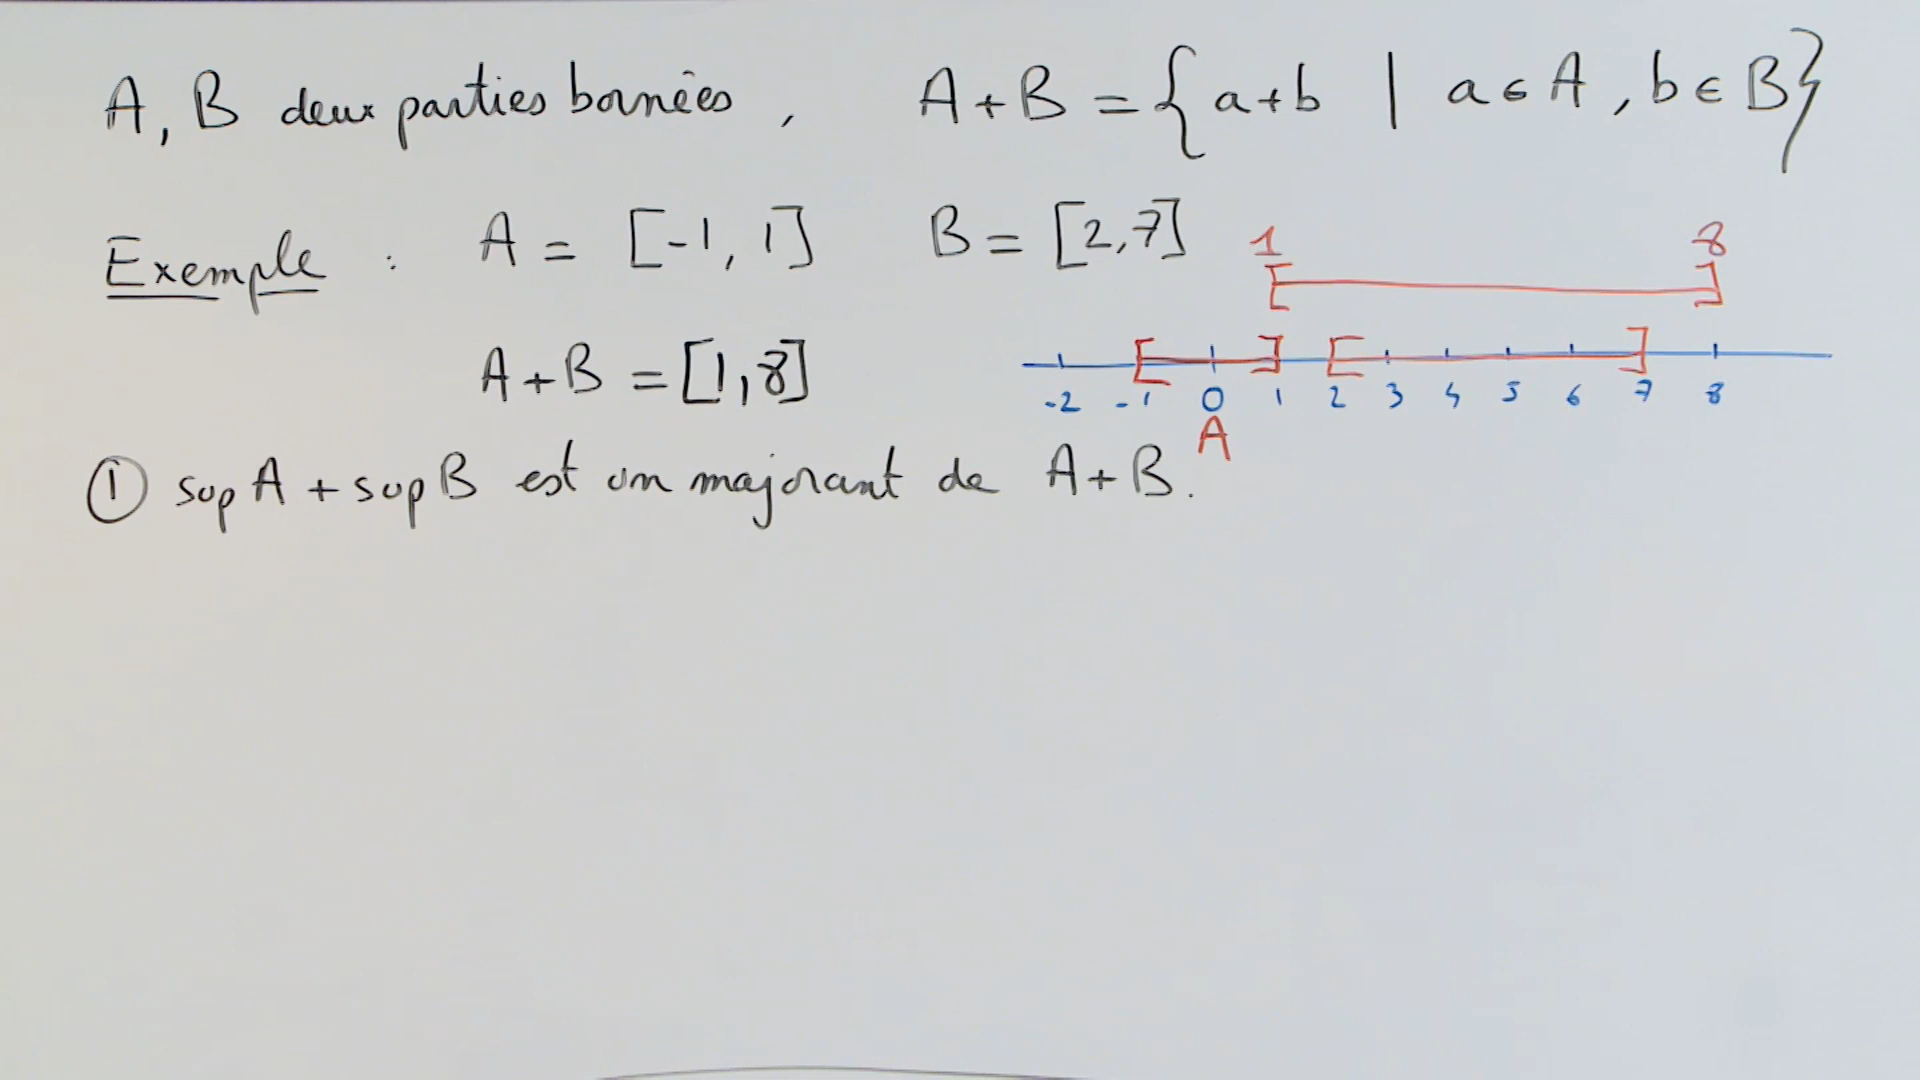 A, B deux parties bornées , A+B = {a+b | a ∈ A, b ∈ B}
Exemple : A = [-1, 1] B = [2,7]
1 8
A+B = [1,8]
-2 -1 0 1 2 3 4 5 6 7 8
A
① sup A + sup B est un majorant de A+B.